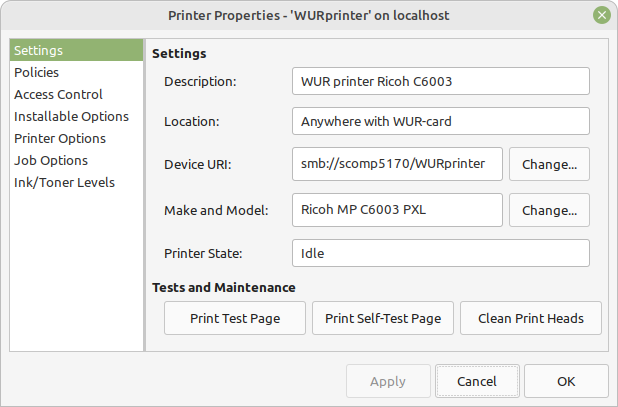 Printer Properties - 'WURprinter' on localhost
Settings
Policies
Access Control
Installable Options
Printer Options
Job Options
Ink/Toner Levels
Settings
Description: WUR printer Ricoh C6003
Location: Anywhere with WUR-card
Device URI: smb://scomp5170/WURprinter Change...
Make and Model: Ricoh MP C6003 PXL Change...
Printer State: Idle
Tests and Maintenance
Print Test Page Print Self-Test Page Clean Print Heads
Apply Cancel OK